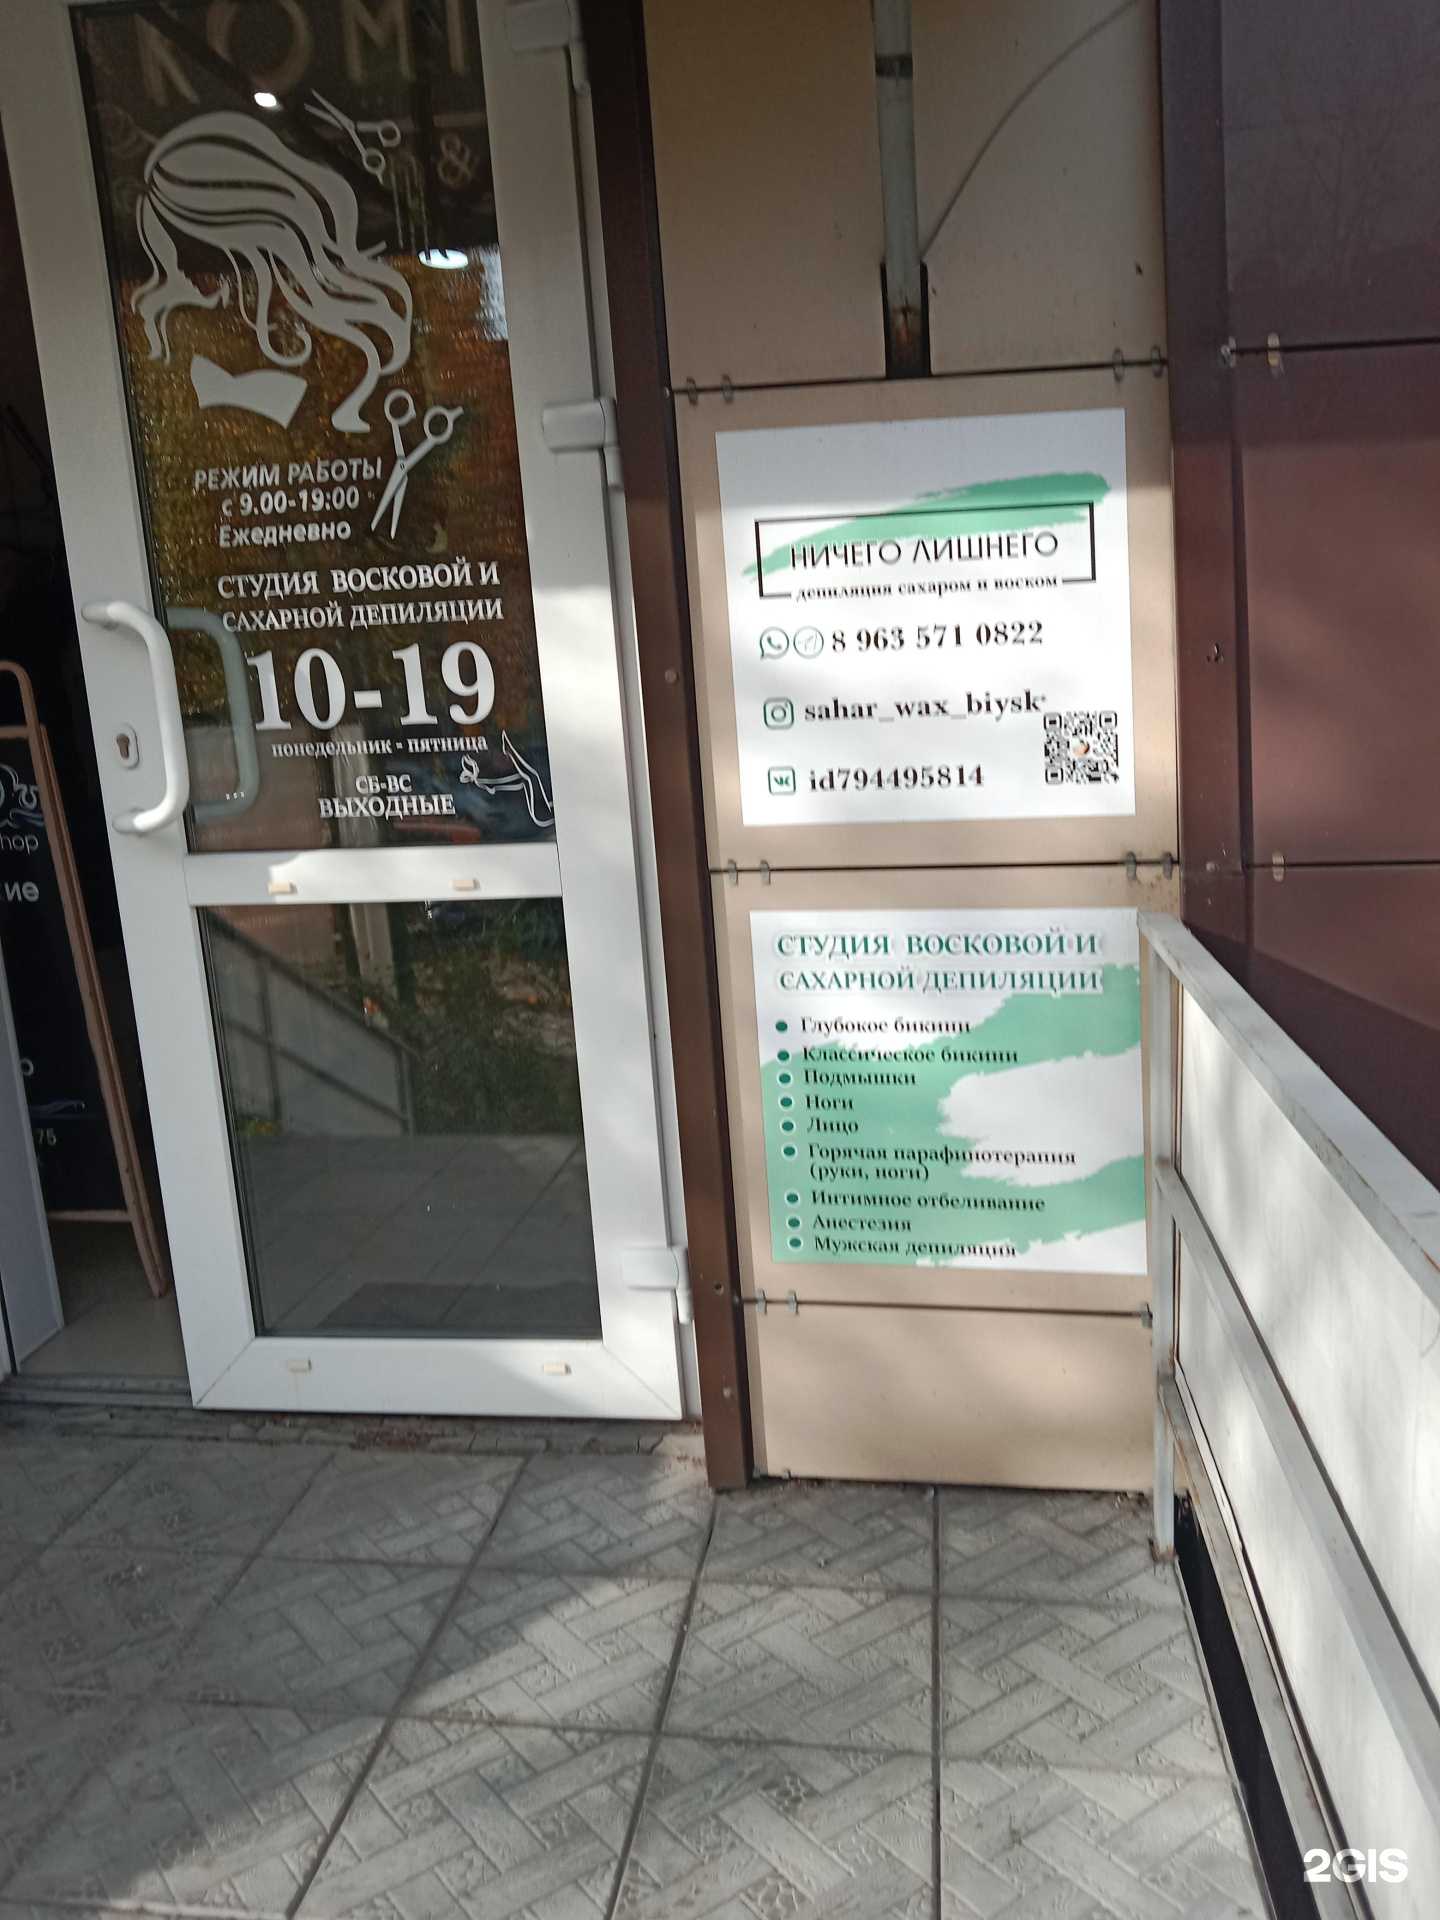 &
РЕЖИМ РАБОТЫ
с 9.00-19:00
Ежедневно
СТУДИЯ ВОСКОВОЙ И
САХАРНОЙ ДЕПИЛЯЦИИ
10-19
понедельник - пятница
СБ-ВС
ВЫХОДНЫЕ
НИЧЕГО ЛИШНЕГО
депиляция сахаром и воском
8 963 571 0822
sahar_wax_biysk
id794495814
СТУДИЯ ВОСКОВОЙ И
САХАРНОЙ ДЕПИЛЯЦИИ
Глубокое бикини
Классическое бикини
Подмышки
Ноги
Лицо
Горячая парафинотерапия
(руки, ноги)
Интимное отбеливание
Анестезия
Мужская депиляция
hop
75
2GIS